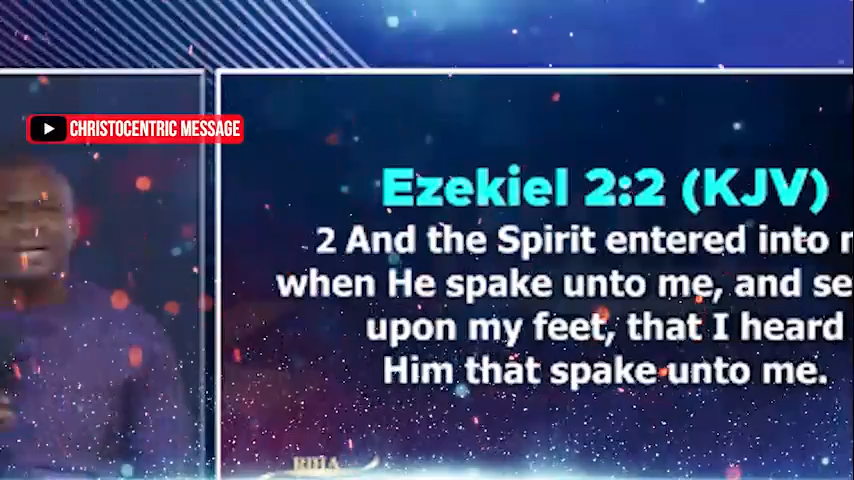 CHRISTOCENTRIC MESSAGE
Ezekiel 2:2 (KJV)
2 And the Spirit entered into
when He spake unto me, and
upon my feet, that I heard
Him that spake unto me.